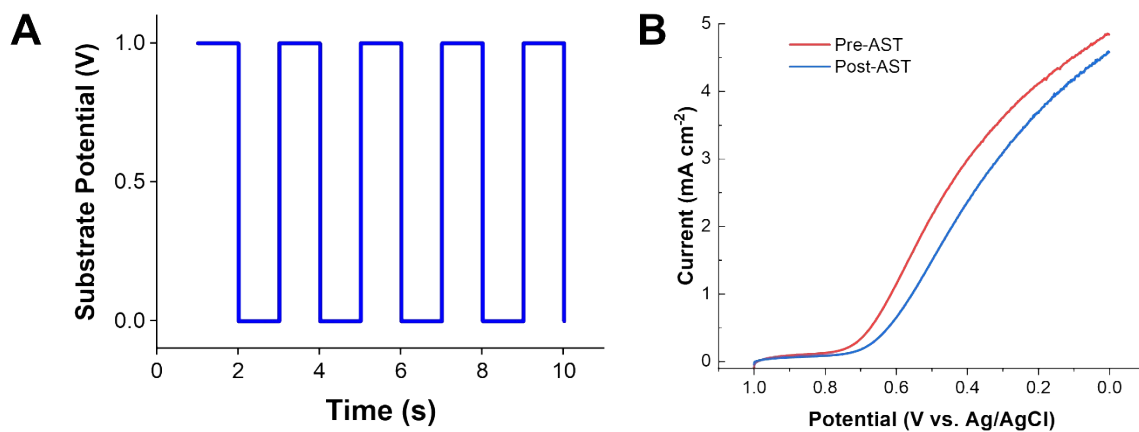 A
Substrate Potential (V)
1.0
0.5
0.0
0
2
4
6
8
10
Time (s)
B
Pre-AST
Post-AST
Current (mA cm⁻²)
5
4
3
2
1
0
1.0
0.8
0.6
0.4
0.2
0.0
Potential (V vs. Ag/AgCl)